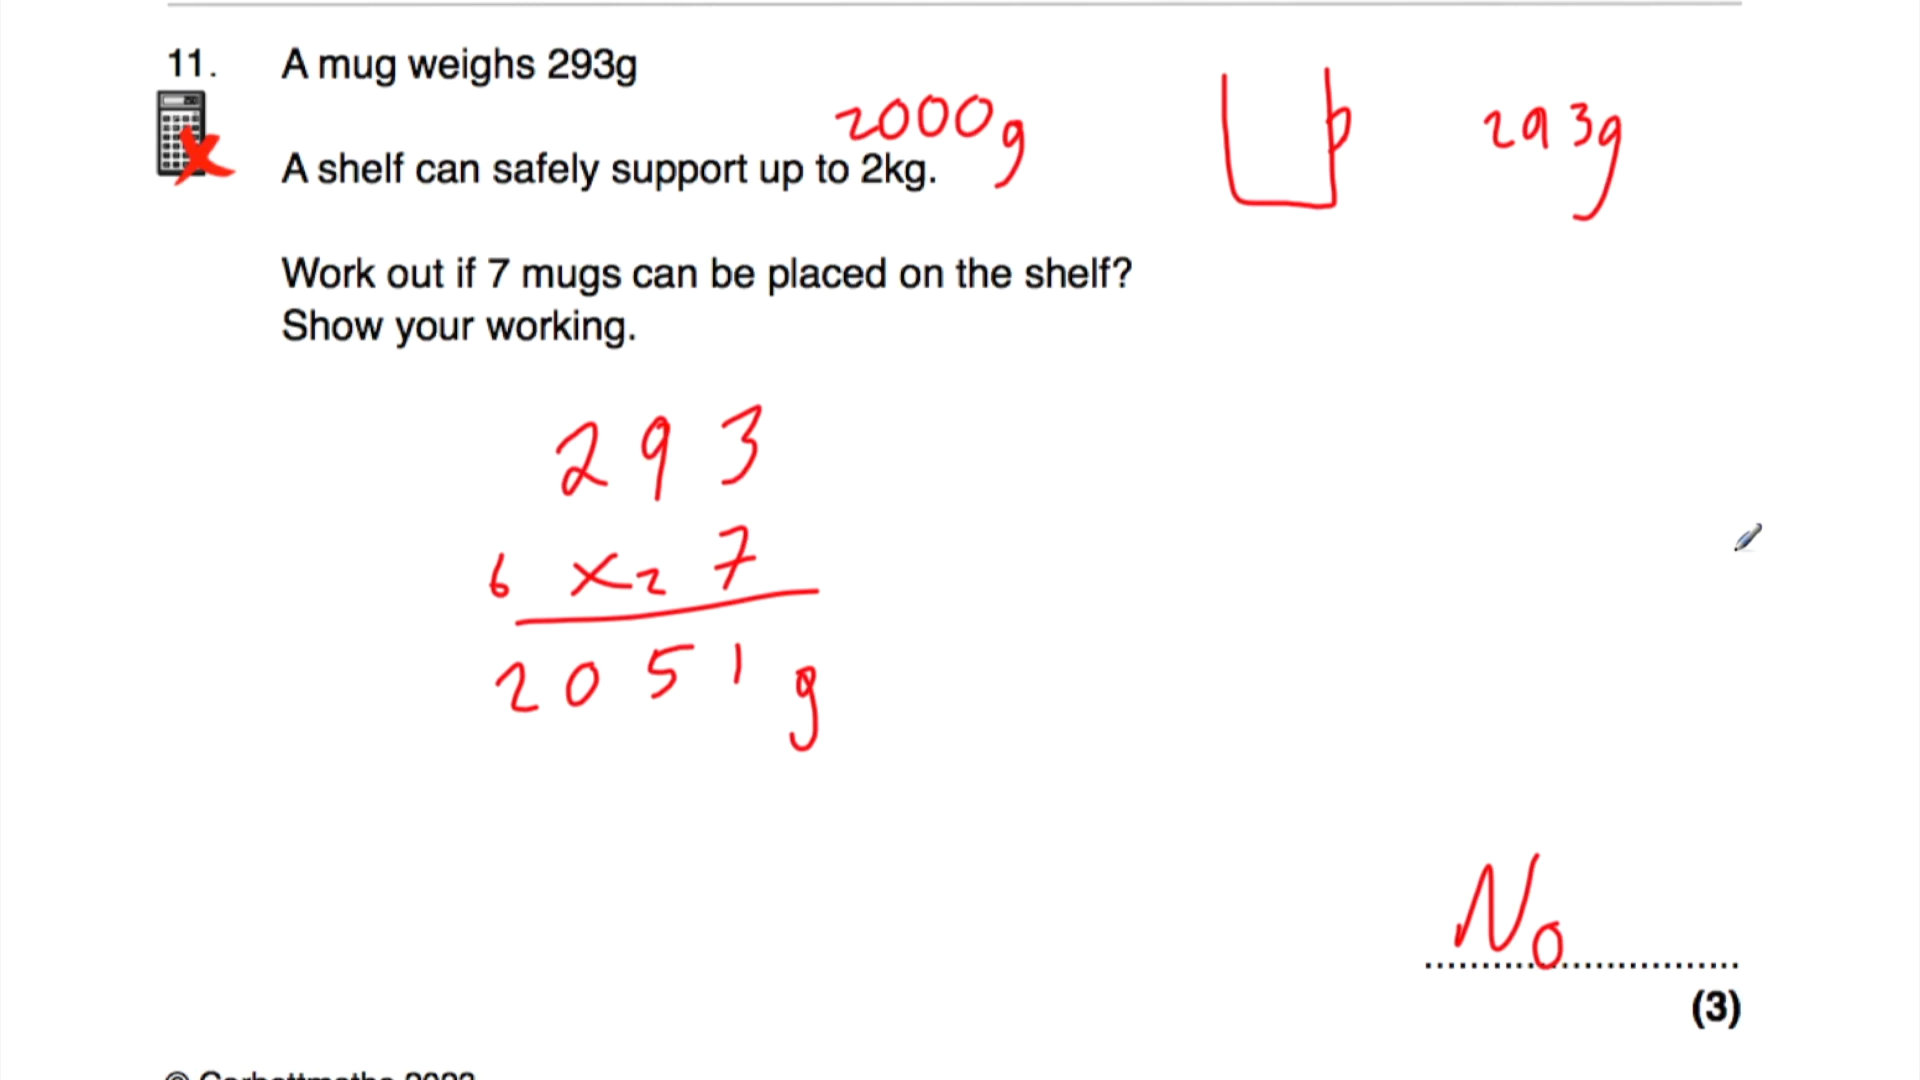 11. A mug weighs 293g
2000g
293g
A shelf can safely support up to 2kg.
Work out if 7 mugs can be placed on the shelf?
Show your working.
293
6 x2 7
2051g
No
(3)